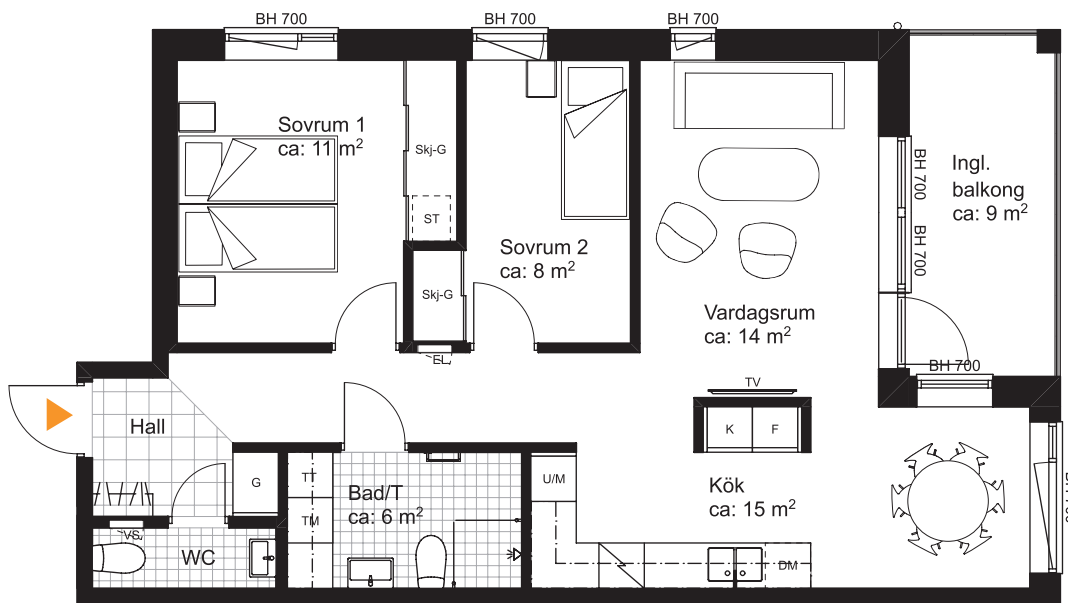 BH 700
BH 700
BH 700
Sovrum 1
ca: 11 m²
Skj-G
ST
Sovrum 2
ca: 8 m²
Skj-G
EL
Ingl.
balkong
ca: 9 m²
BH 700
BH 700
Vardagsrum
ca: 14 m²
BH 700
TV
K
F
Hall
G
VS
WC
TT
TM
Bad/T
ca: 6 m²
U/M
Kök
ca: 15 m²
DM
BH 700